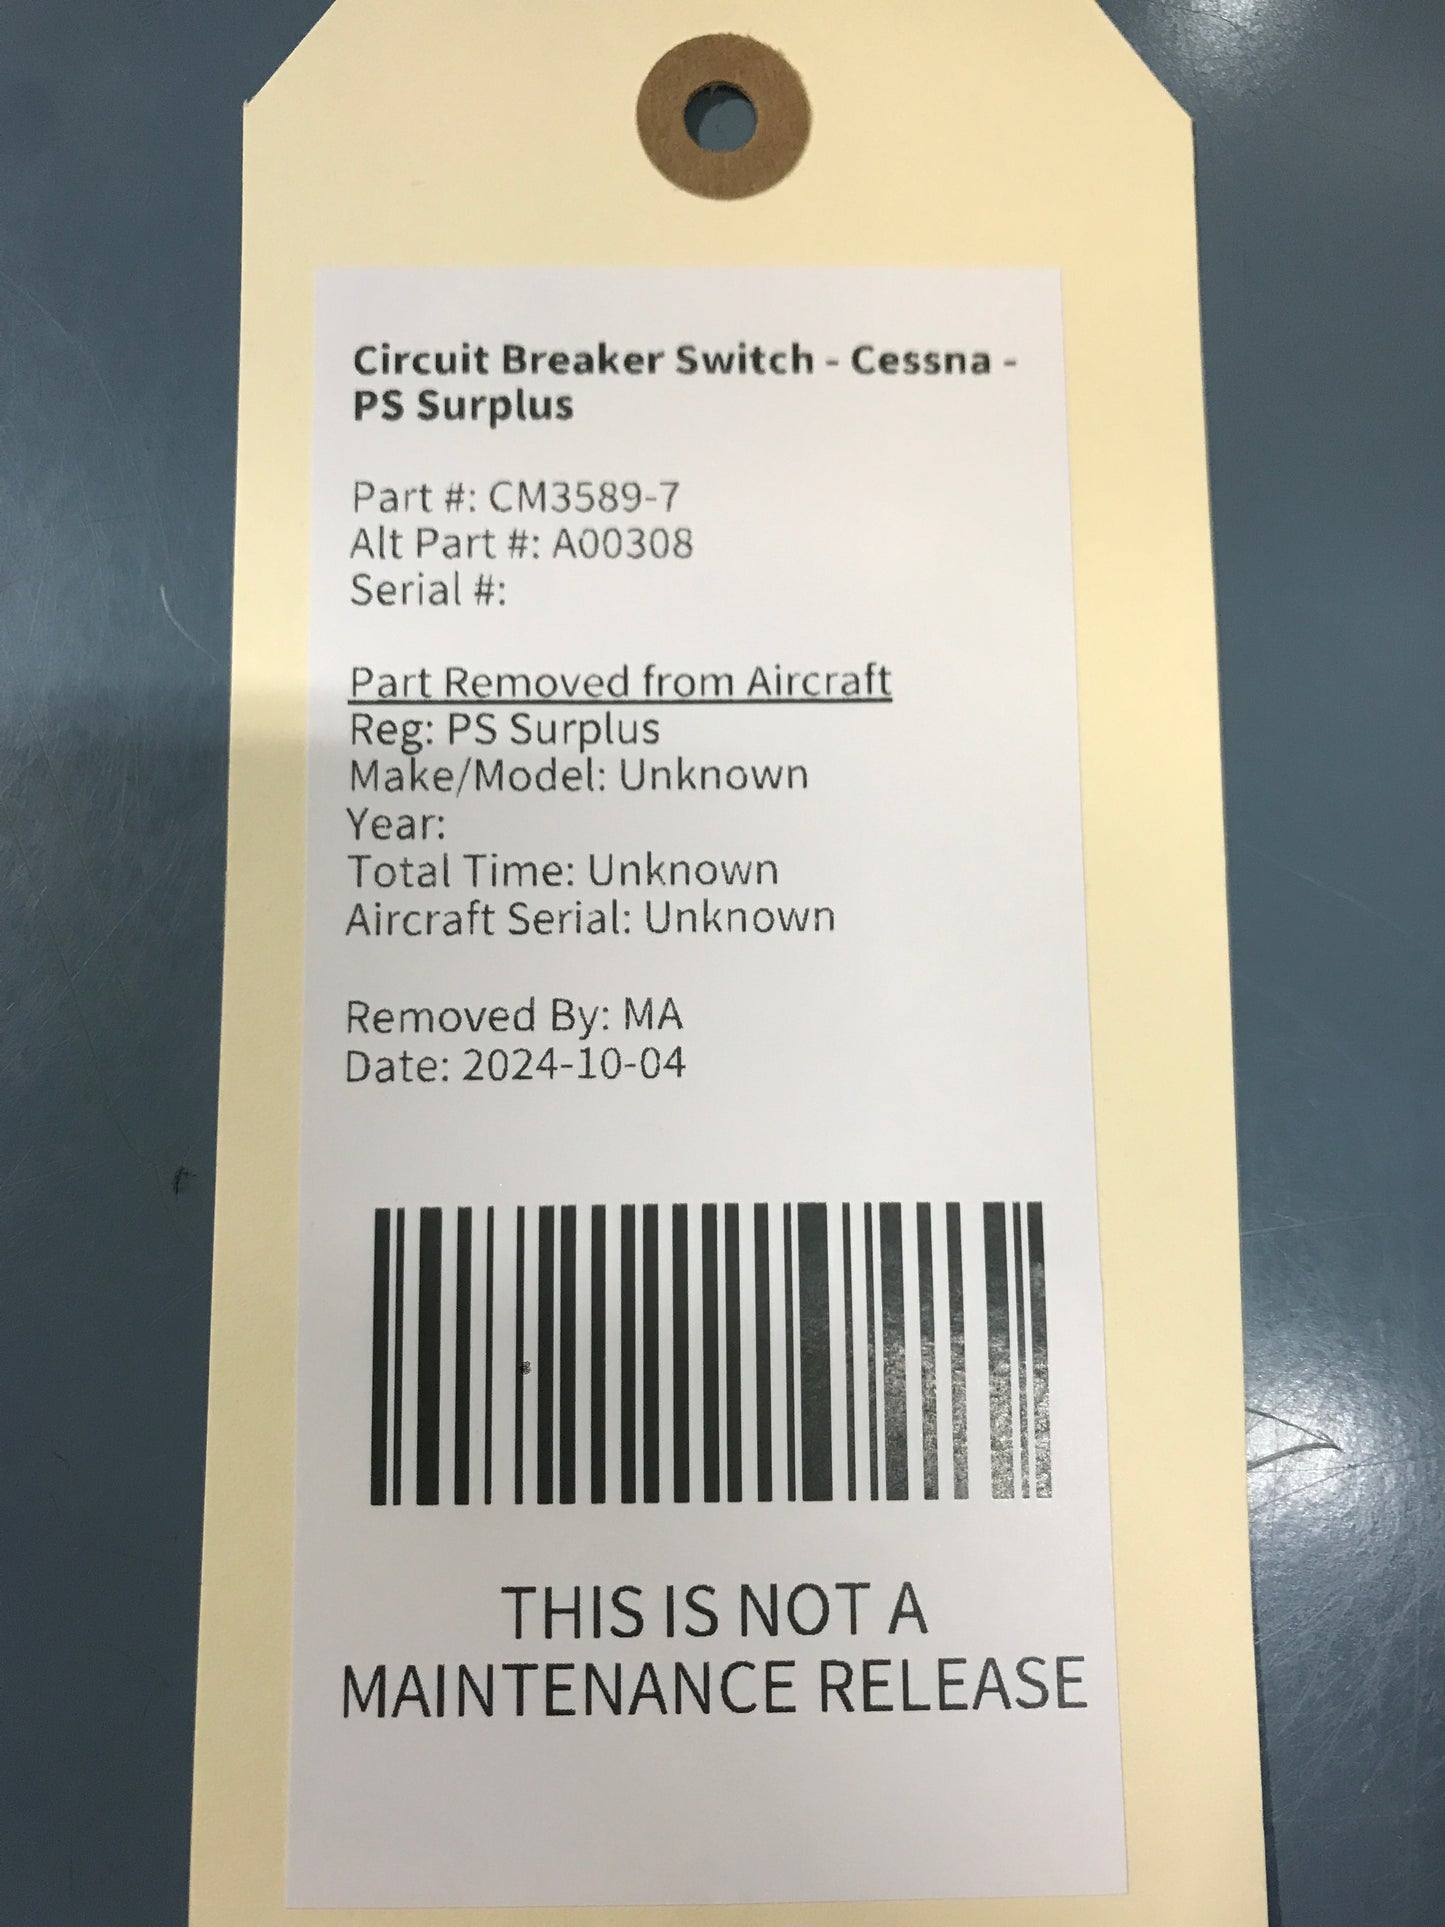 Circuit Breaker Switch - Cessna -
PS Surplus
Part #: CM3589-7
Alt Part #: A00308
Serial #:
Part Removed from Aircraft
Reg: PS Surplus
Make/Model: Unknown
Year:
Total Time: Unknown
Aircraft Serial: Unknown
Removed By: MA
Date: 2024-10-04
THIS IS NOT A
MAINTENANCE RELEASE